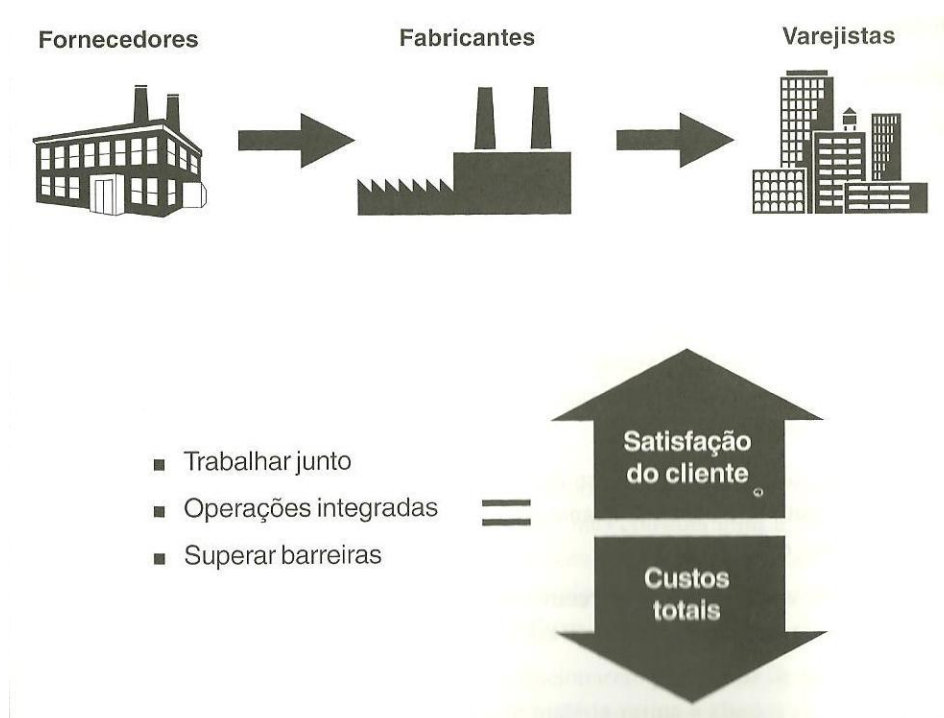 Fornecedores
Fabricantes
Varejistas
Satisfação
do cliente
▪ Trabalhar junto
▪ Operações integradas
▪ Superar barreiras
=
Custos
totais